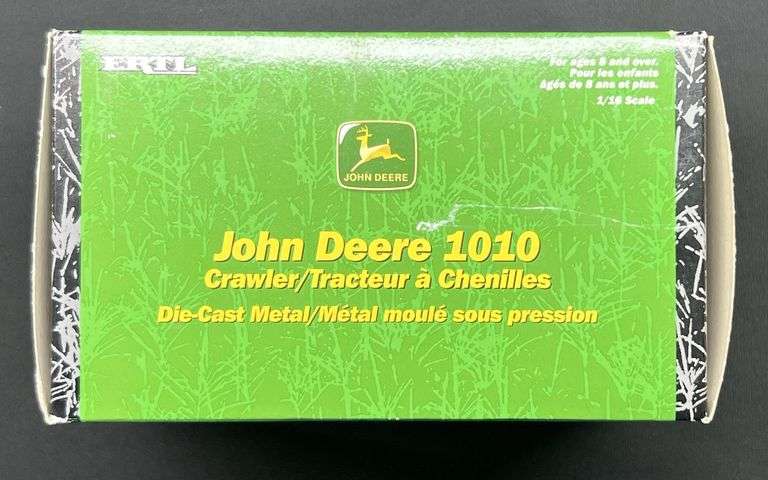 ERTL
For ages 8 and over.
Pour les enfants
Agés de 8 ans et plus.
1/16 Scale
JOHN DEERE
John Deere 1010
Crawler/Tracteur à Chenilles
Die-Cast Metal/Métal moulé sous pression